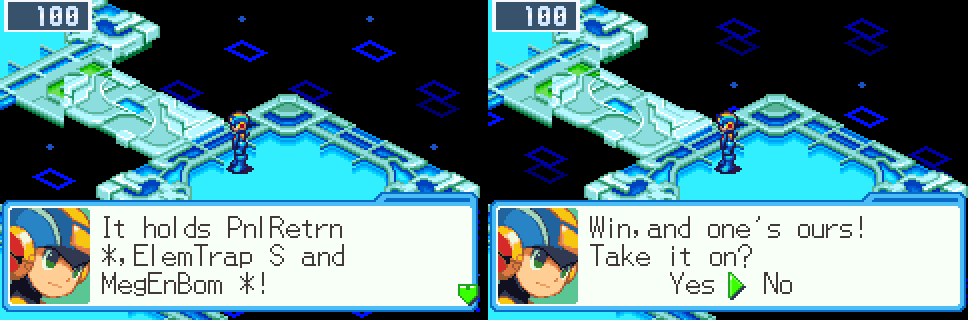 100
It holds PnlRetrn
*,ElemTrap S and
MegEnBom *!
100
Win,and one's ours!
Take it on?
Yes No